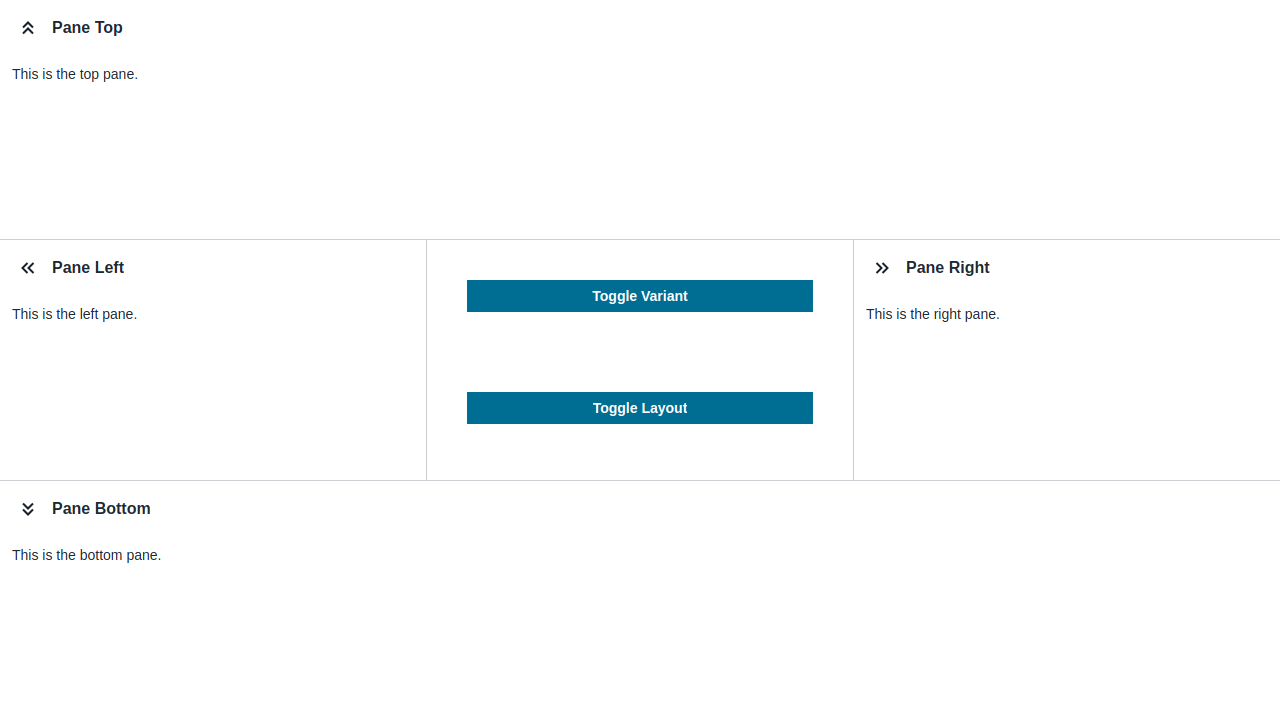 Pane Top
This is the top pane.
Pane Left
This is the left pane.
Toggle Variant
Toggle Layout
Pane Right
This is the right pane.
Pane Bottom
This is the bottom pane.